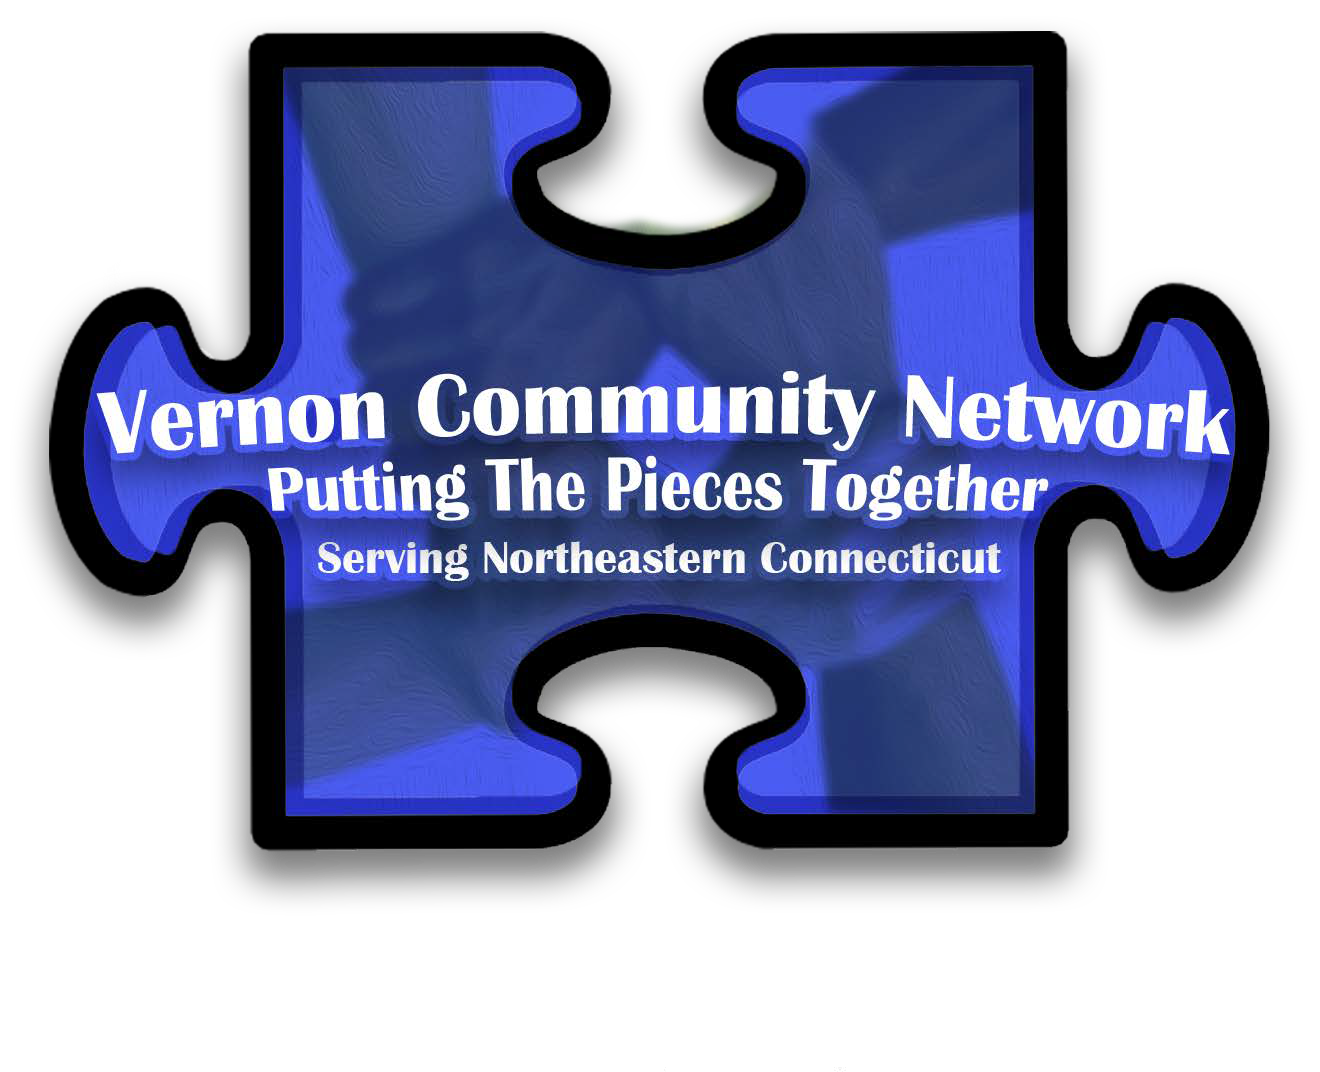 Vernon Community Network
Putting The Pieces Together
Serving Northeastern Connecticut